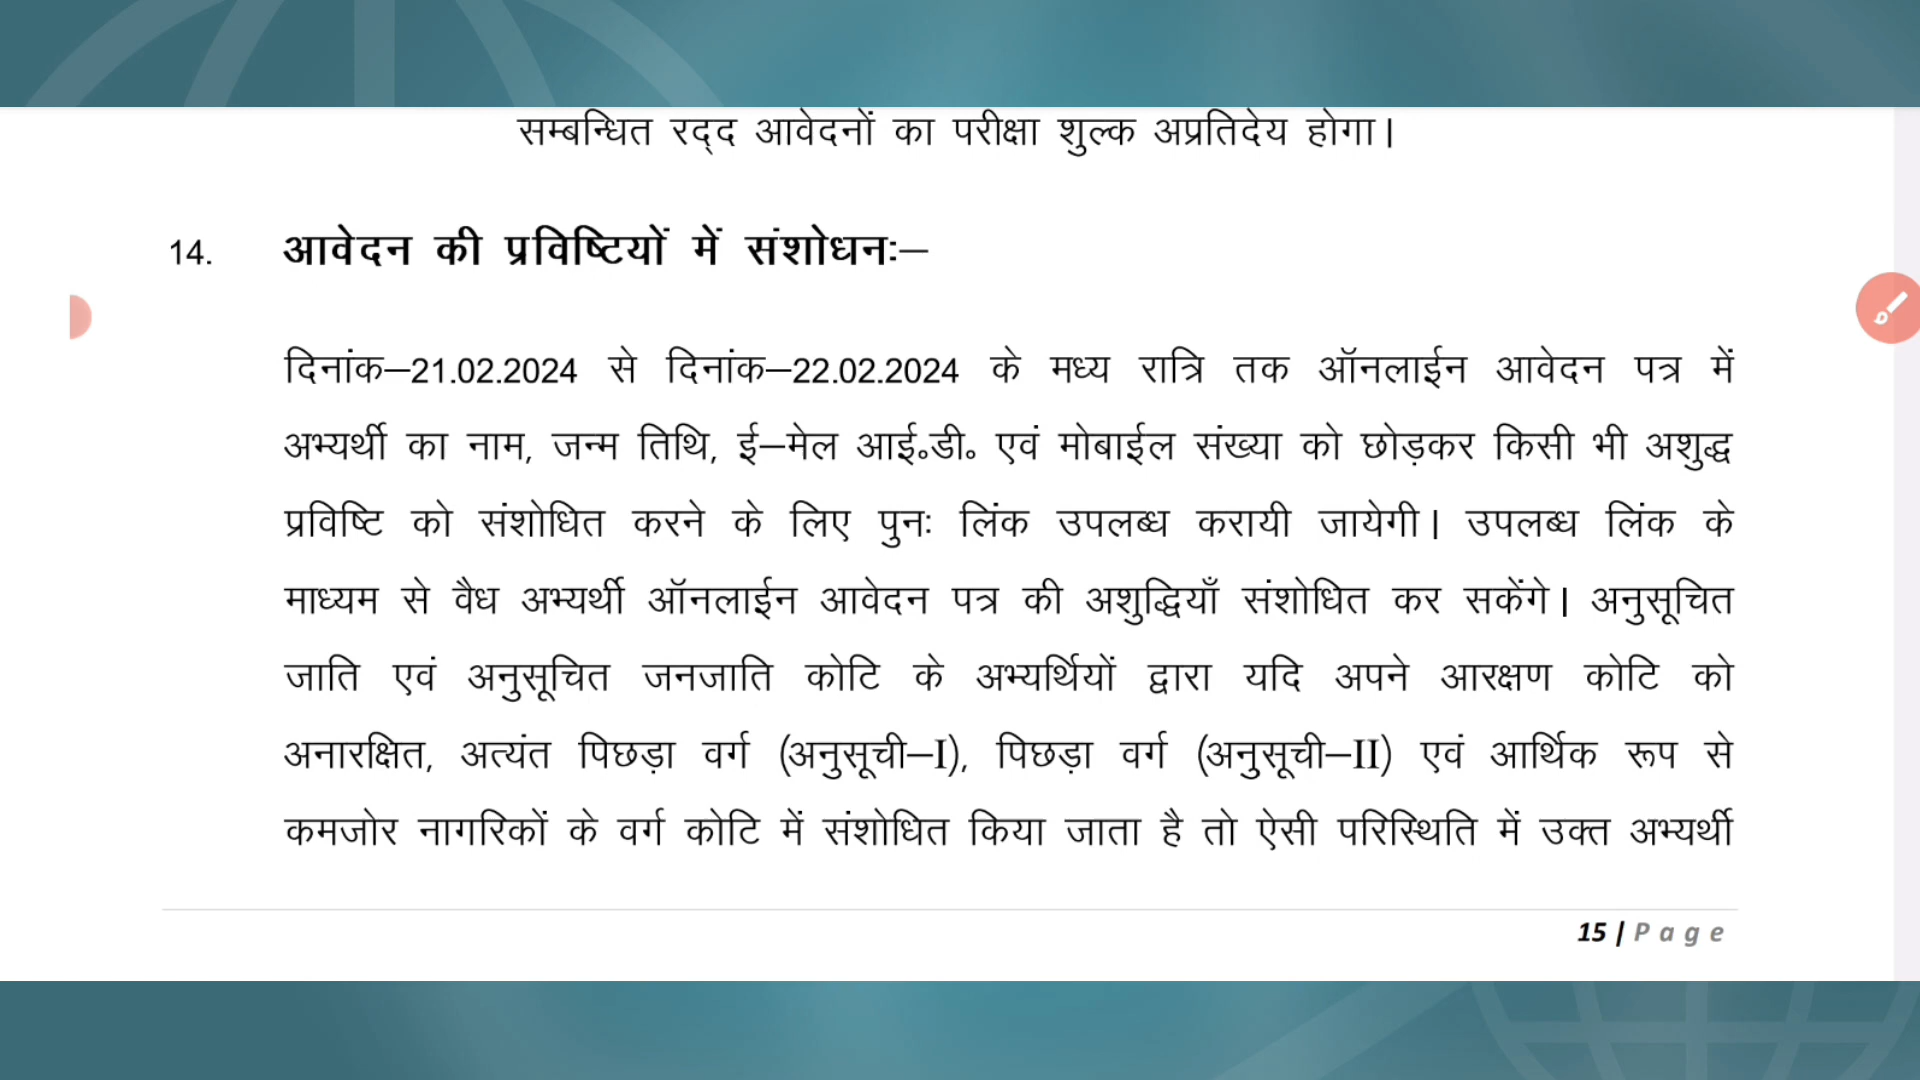 सम्बन्धित रद्द आवेदनों का परीक्षा शुल्क अप्रतिदेय होगा।
14. आवेदन की प्रविष्टियों में संशोधनः–
दिनांक–21.02.2024 से दिनांक–22.02.2024 के मध्य रात्रि तक ऑनलाईन आवेदन पत्र में
अभ्यर्थी का नाम, जन्म तिथि, ई–मेल आई॰डी॰ एवं मोबाईल संख्या को छोड़कर किसी भी अशुद्ध
प्रविष्टि को संशोधित करने के लिए पुनः लिंक उपलब्ध करायी जायेगी। उपलब्ध लिंक के
माध्यम से वैध अभ्यर्थी ऑनलाईन आवेदन पत्र की अशुद्धियाँ संशोधित कर सकेंगे। अनुसूचित
जाति एवं अनुसूचित जनजाति कोटि के अभ्यर्थियों द्वारा यदि अपने आरक्षण कोटि को
अनारक्षित, अत्यंत पिछड़ा वर्ग (अनुसूची–I), पिछड़ा वर्ग (अनुसूची–II) एवं आर्थिक रूप से
कमजोर नागरिकों के वर्ग कोटि में संशोधित किया जाता है तो ऐसी परिस्थिति में उक्त अभ्यर्थी
15 | P a g e